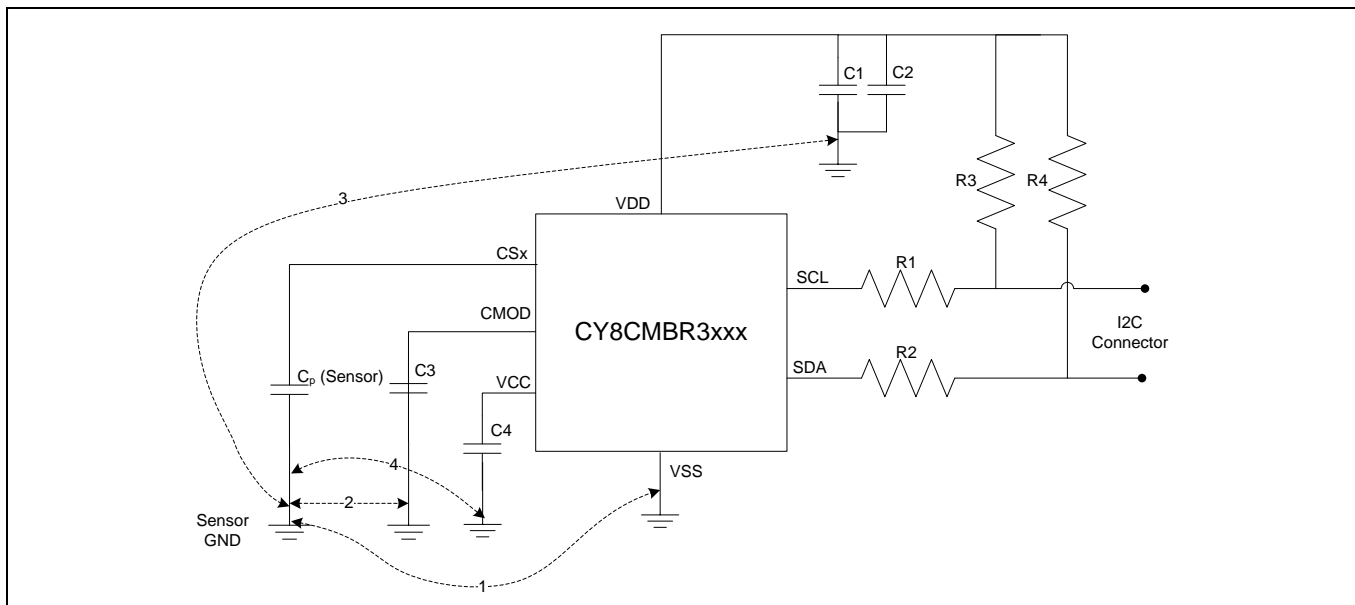 C1
C2
R3
R4
3
VDD
CSx
R1
SCL
CMOD
CY8CMBR3xxx
I2C
Connector
R2
Cp (Sensor)
C3
VCC
SDA
C4
4
VSS
2
Sensor
GND
1